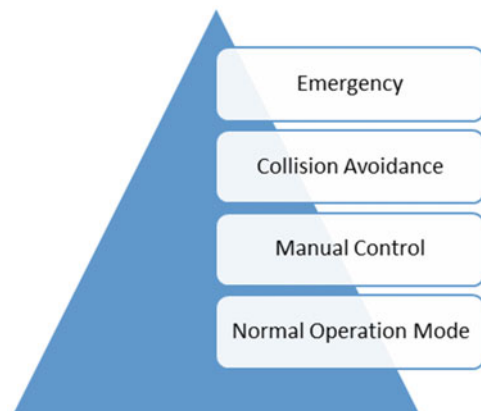 Emergency
Collision Avoidance
Manual Control
Normal Operation Mode